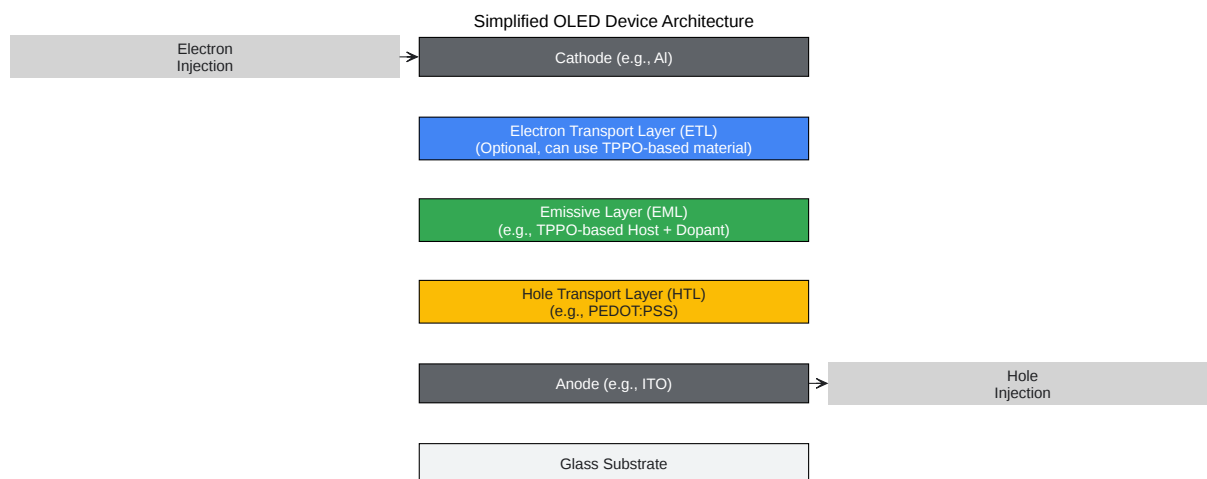 Simplified OLED Device Architecture
Electron
Injection
Cathode (e.g., Al)
Electron Transport Layer (ETL)
(Optional, can use TPPO-based material)
Emissive Layer (EML)
(e.g., TPPO-based Host + Dopant)
Hole Transport Layer (HTL)
(e.g., PEDOT:PSS)
Anode (e.g., ITO)
Hole
Injection
Glass Substrate